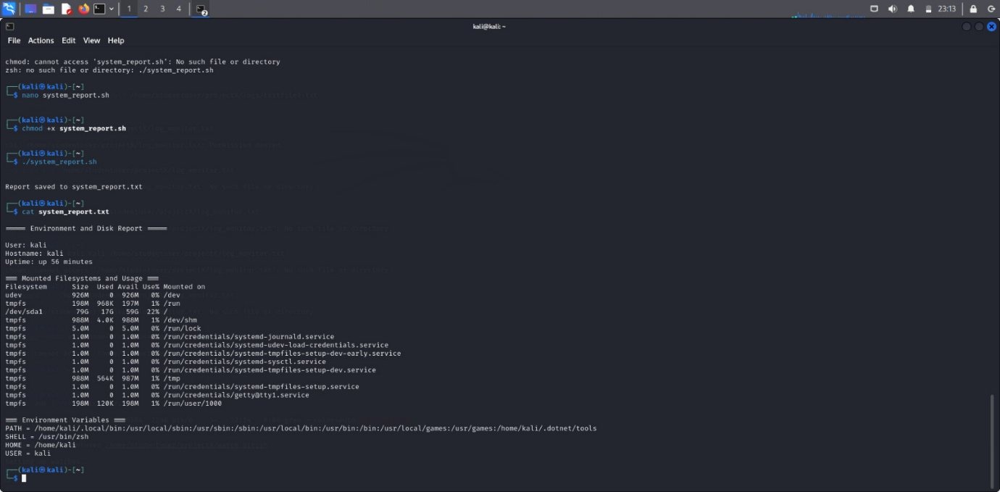 1 2 3 4 2 23:13
kali@kali: ~
File Actions Edit View Help
chmod: cannot access 'system_report.sh': No such file or directory
zsh: no such file or directory: ./system_report.sh
┌──(kali㉿kali)-[~]
└─$ nano system_report.sh
┌──(kali㉿kali)-[~]
└─$ chmod +x system_report.sh
┌──(kali㉿kali)-[~]
└─$ ./system_report.sh
Report saved to system_report.txt
┌──(kali㉿kali)-[~]
└─$ cat system_report.txt
===== Environment and Disk Report =====
User: kali
Hostname: kali
Uptime: up 56 minutes
=== Mounted Filesystems and Usage ===
Filesystem      Size  Used Avail Use% Mounted on
udev            926M     0  926M   0% /dev
tmpfs           198M  968K  197M   1% /run
/dev/sda1        79G   17G   59G  22% /
tmpfs           988M  4.0K  988M   1% /dev/shm
tmpfs           5.0M     0  5.0M   0% /run/lock
tmpfs           1.0M     0  1.0M   0% /run/credentials/systemd-journald.service
tmpfs           1.0M     0  1.0M   0% /run/credentials/systemd-udev-load-credentials.service
tmpfs           1.0M     0  1.0M   0% /run/credentials/systemd-tmpfiles-setup-dev-early.service
tmpfs           1.0M     0  1.0M   0% /run/credentials/systemd-sysctl.service
tmpfs           1.0M     0  1.0M   0% /run/credentials/systemd-tmpfiles-setup-dev.service
tmpfs           988M  564K  987M   1% /tmp
tmpfs           1.0M     0  1.0M   0% /run/credentials/systemd-tmpfiles-setup.service
tmpfs           1.0M     0  1.0M   0% /run/credentials/getty@tty1.service
tmpfs           198M  120K  198M   1% /run/user/1000
=== Environment Variables ===
PATH = /home/kali/.local/bin:/usr/local/sbin:/usr/sbin:/sbin:/usr/local/bin:/usr/bin:/bin:/usr/local/games:/usr/games:/home/kali/.dotnet/tools
SHELL = /usr/bin/zsh
HOME = /home/kali
USER = kali
┌──(kali㉿kali)-[~]
└─$